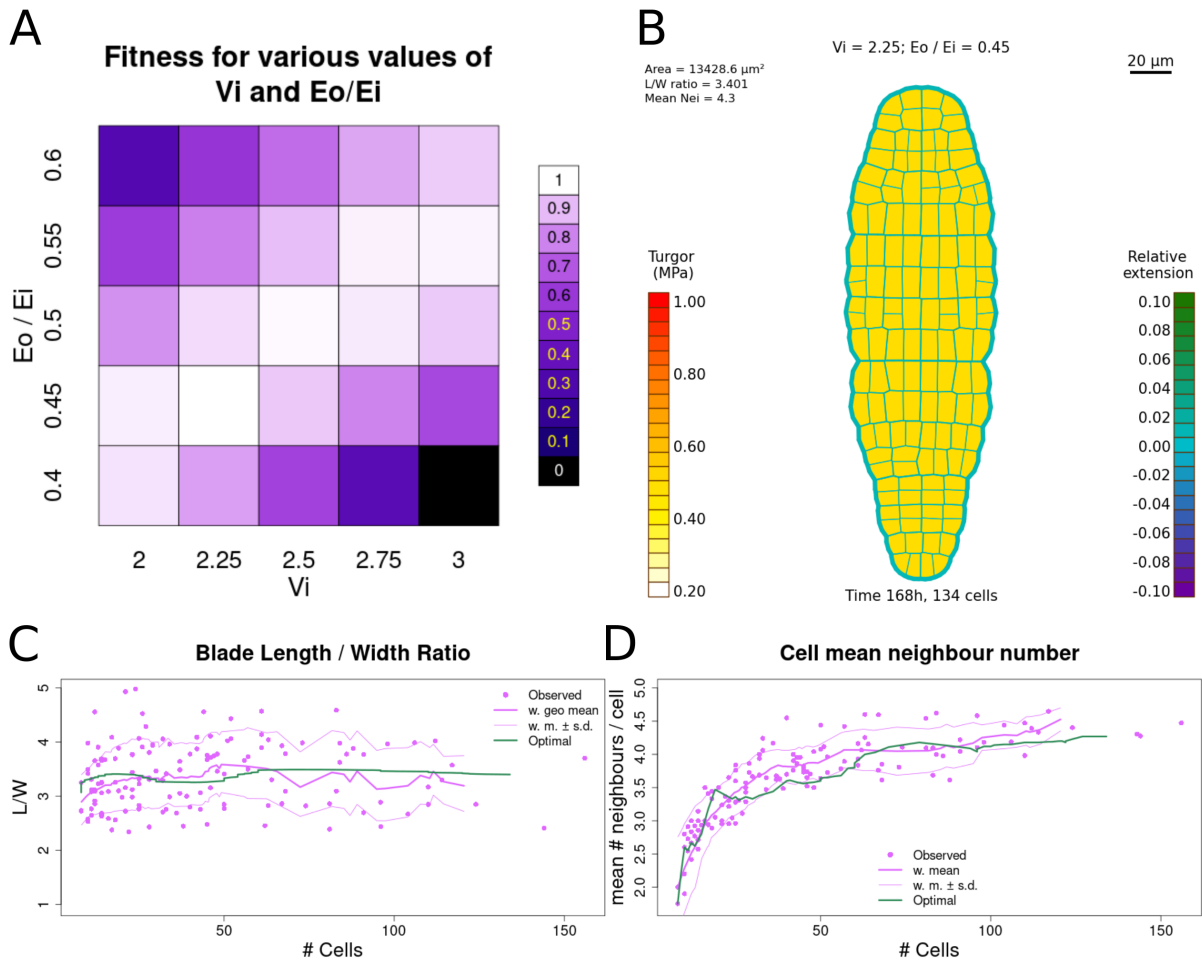 A
Fitness for various values of
Vi and Eo/Ei
Eo / Ei
0.6
0.55
0.5
0.45
0.4
2 2.25 2.5 2.75 3
Vi
1
0.9
0.8
0.7
0.6
0.5
0.4
0.3
0.2
0.1
0
B
Vi = 2.25; Eo / Ei = 0.45
Area = 13428.6 µm²
L/W ratio = 3.401
Mean Nei = 4.3
20 µm
Turgor
(MPa)
1.00
0.80
0.60
0.40
0.20
Relative
extension
0.10
0.08
0.06
0.04
0.02
0.00
-0.02
-0.04
-0.06
-0.08
-0.10
Time 168h, 134 cells
C
Blade Length / Width Ratio
L/W
5
4
3
2
1
Observed
w. geo mean
w. m. ± s.d.
Optimal
50 100 150
# Cells
D
Cell mean neighbour number
mean # neighbours / cell
5.0
4.5
4.0
3.5
3.0
2.5
2.0
Observed
w. mean
w. m. ± s.d.
Optimal
50 100 150
# Cells